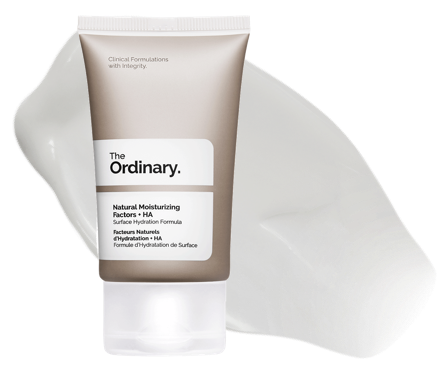 Clinical Formulations
with Integrity.
The
Ordinary.
Natural Moisturizing
Factors + HA
Surface Hydration Formula
Facteurs Naturels
d'Hydratation + HA
Formule d'Hydratation de Surface